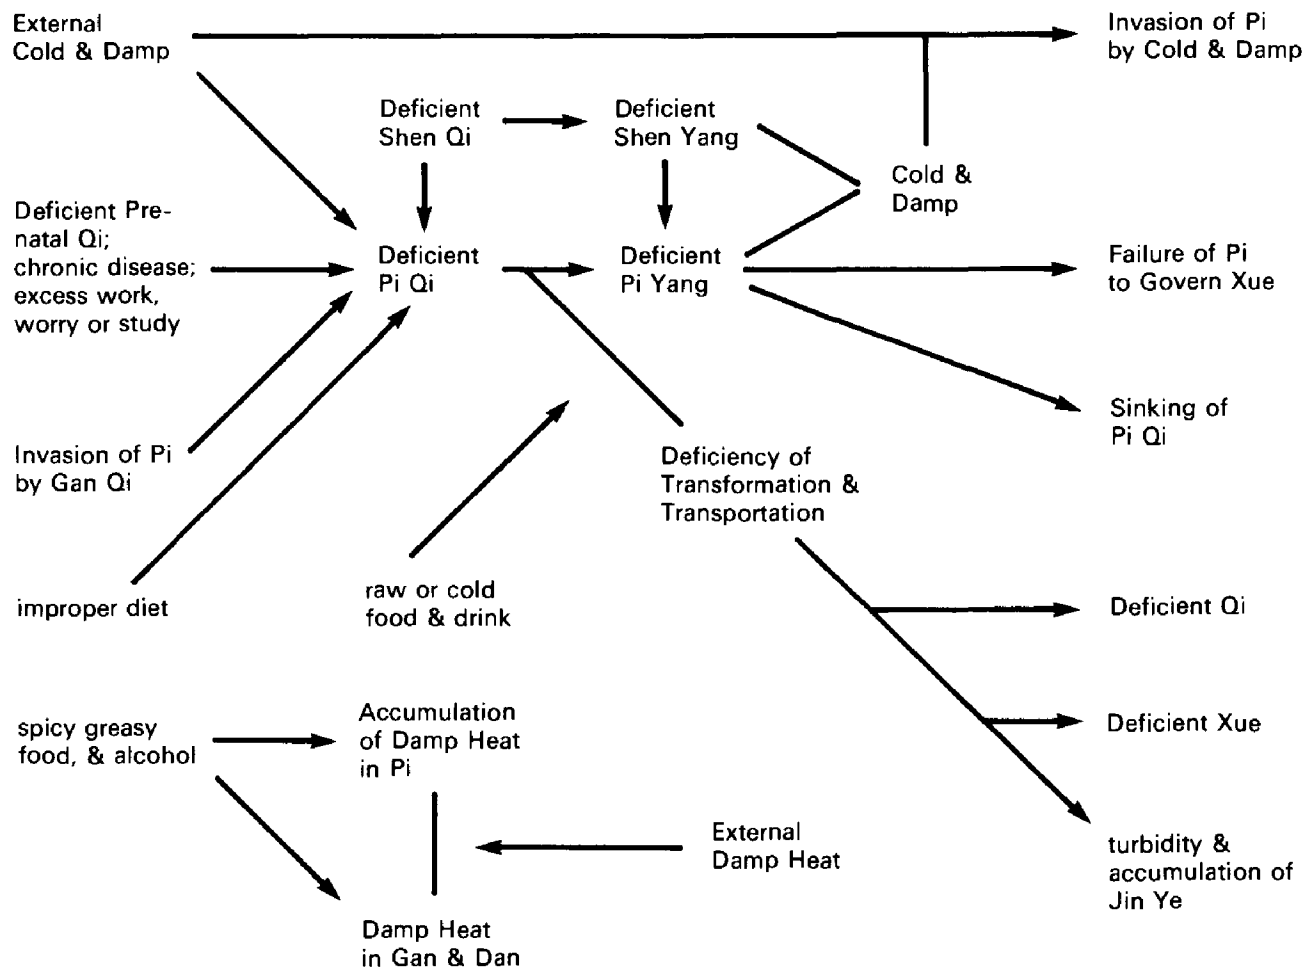 External
Cold & Damp
Invasion of Pi
by Cold & Damp
Deficient
Shen Qi
Deficient
Shen Yang
Cold &
Damp
Deficient Pre-
natal Qi;
chronic disease;
excess work,
worry or study
Deficient
Pi Qi
Deficient
Pi Yang
Failure of Pi
to Govern Xue
Sinking of
Pi Qi
Invasion of Pi
by Gan Qi
Deficiency of
Transformation &
Transportation
improper diet
raw or cold
food & drink
Deficient Qi
spicy greasy
food, & alcohol
Accumulation
of Damp Heat
in Pi
Deficient Xue
External
Damp Heat
turbidity &
accumulation of
Jin Ye
Damp Heat
in Gan & Dan